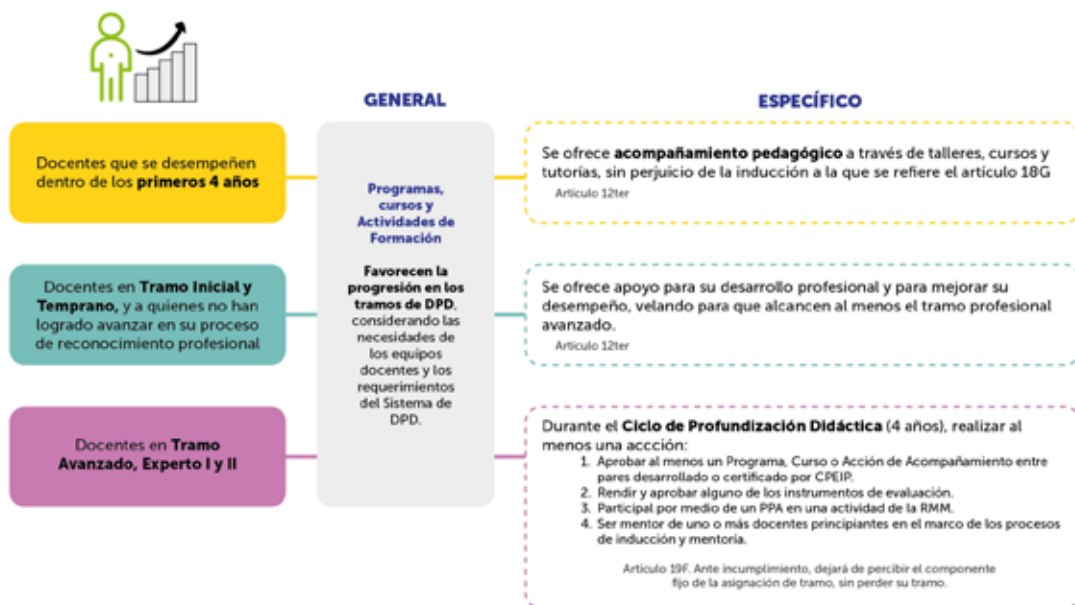 GENERAL
ESPECÍFICO
Docentes que se desempeñen
dentro de los primeros 4 años
Programas,
cursos y
Actividades de
Formación
Favorecen la
progresión en los
tramos de DPD,
considerando las
necesidades de
los equipos
docentes y los
requerimientos
del Sistema de
DPD.
Se ofrece acompañamiento pedagógico a través de talleres, cursos y
tutorías, sin perjuicio de la inducción a la que se refiere el artículo 18G
Artículo 12ter
Docentes en Tramo Inicial y
Temprano, y a quienes no han
logrado avanzar en su proceso
de reconocimiento profesional
Se ofrece apoyo para su desarrollo profesional y para mejorar su
desempeño, velando para que alcancen al menos el tramo profesional
avanzado.
Artículo 12ter
Docentes en Tramo
Avanzado, Experto I y II
Durante el Ciclo de Profundización Didáctica (4 años), realizar al
menos una accción:
1. Aprobar al menos un Programa, Curso o Acción de Acompañamiento entre
pares desarrollado o certificado por CPEIP.
2. Rendir y aprobar alguno de los instrumentos de evaluación.
3. Participal por medio de un PPA en una actividad de la RMM.
4. Ser mentor de uno o más docentes principiantes en el marco de los procesos
de inducción y mentoría.
Artículo 19F. Ante incumplimiento, dejará de percibir el componente
fijo de la asignación de tramo, sin perder su tramo.